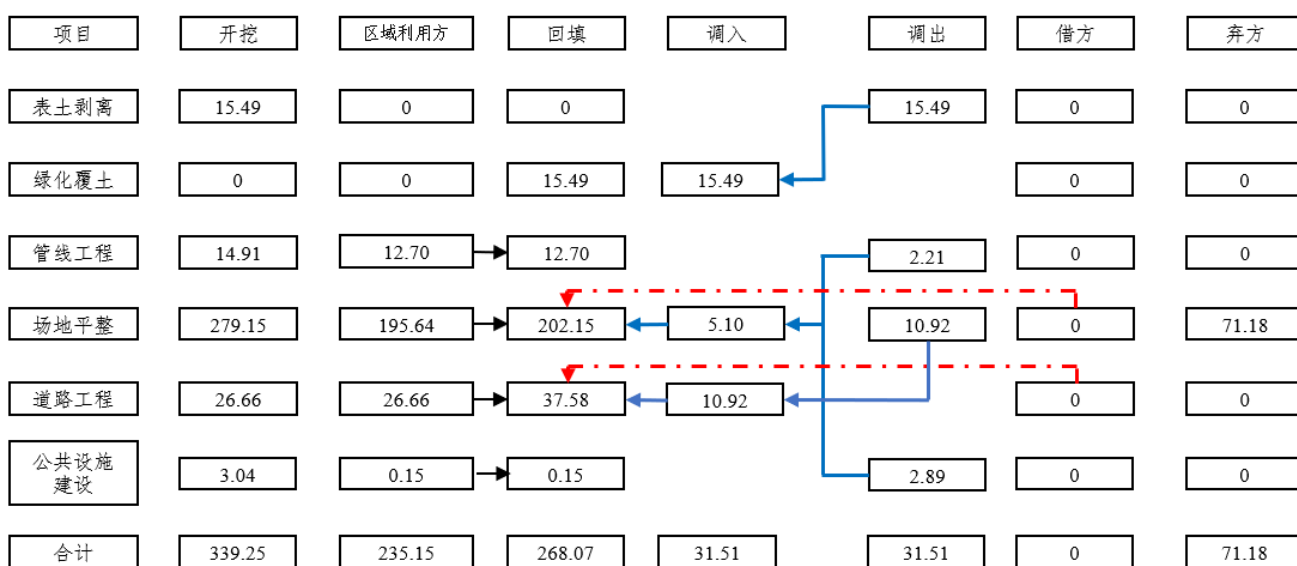 项目 开挖 区域利用方 回填 调入 调出 借方 弃方
表土剥离 15.49 0 0 15.49 0 0
绿化覆土 0 0 15.49 15.49 0 0
管线工程 14.91 12.70 12.70 2.21 0 0
场地平整 279.15 195.64 202.15 5.10 10.92 0 71.18
道路工程 26.66 26.66 37.58 10.92 0 0
公共设施
建设 3.04 0.15 0.15 2.89 0 0
合计 339.25 235.15 268.07 31.51 31.51 0 71.18